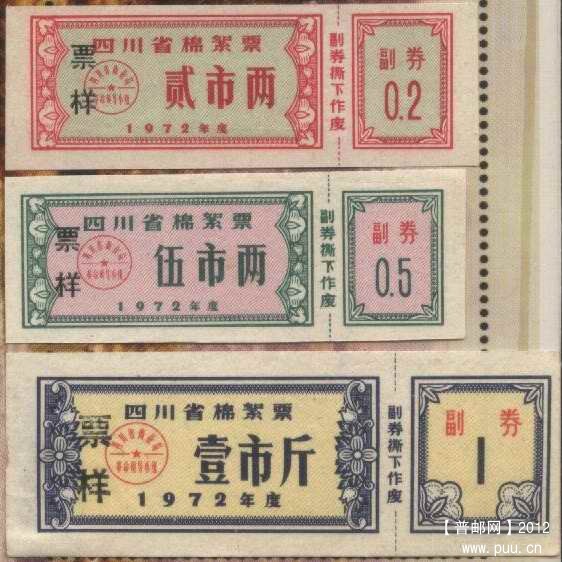 四川省棉絮票
票样
贰市两
1972年度
副券撕下作废
副券
0.2
四川省棉絮票
票样
伍市两
1972年度
副券撕下作废
副券
0.5
四川省棉絮票
票样
壹市斤
1972年度
副券撕下作废
副券
1
【普邮网】2012
www.puu.cn